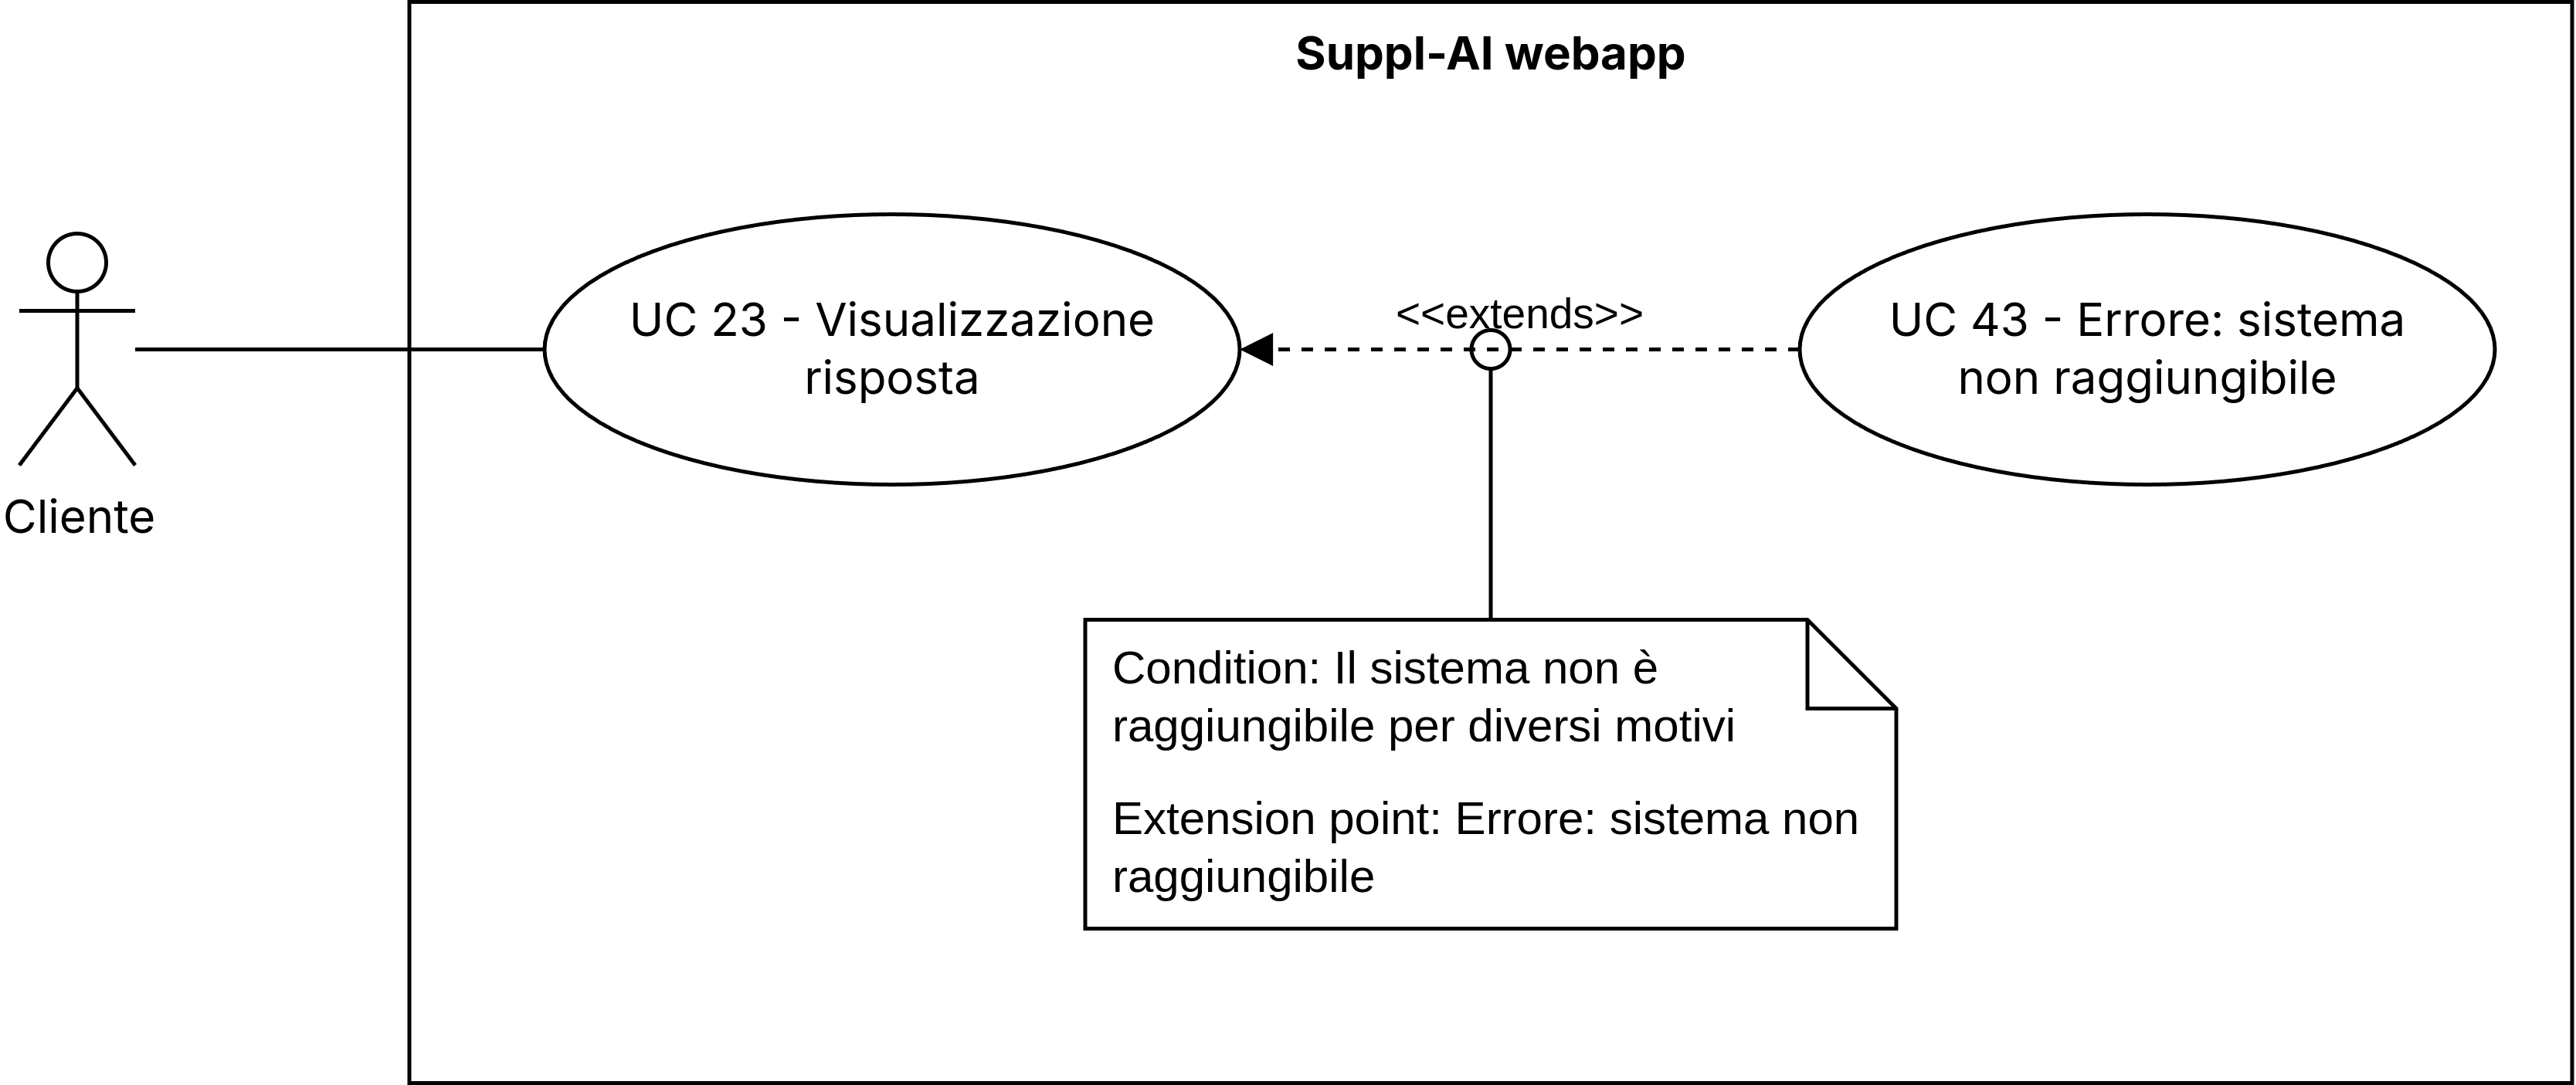 Suppl-AI webapp
Cliente
UC 23 - Visualizzazione
risposta
<<extends>>
UC 43 - Errore: sistema
non raggiungibile
Condition: Il sistema non è
raggiungibile per diversi motivi
Extension point: Errore: sistema non
raggiungibile